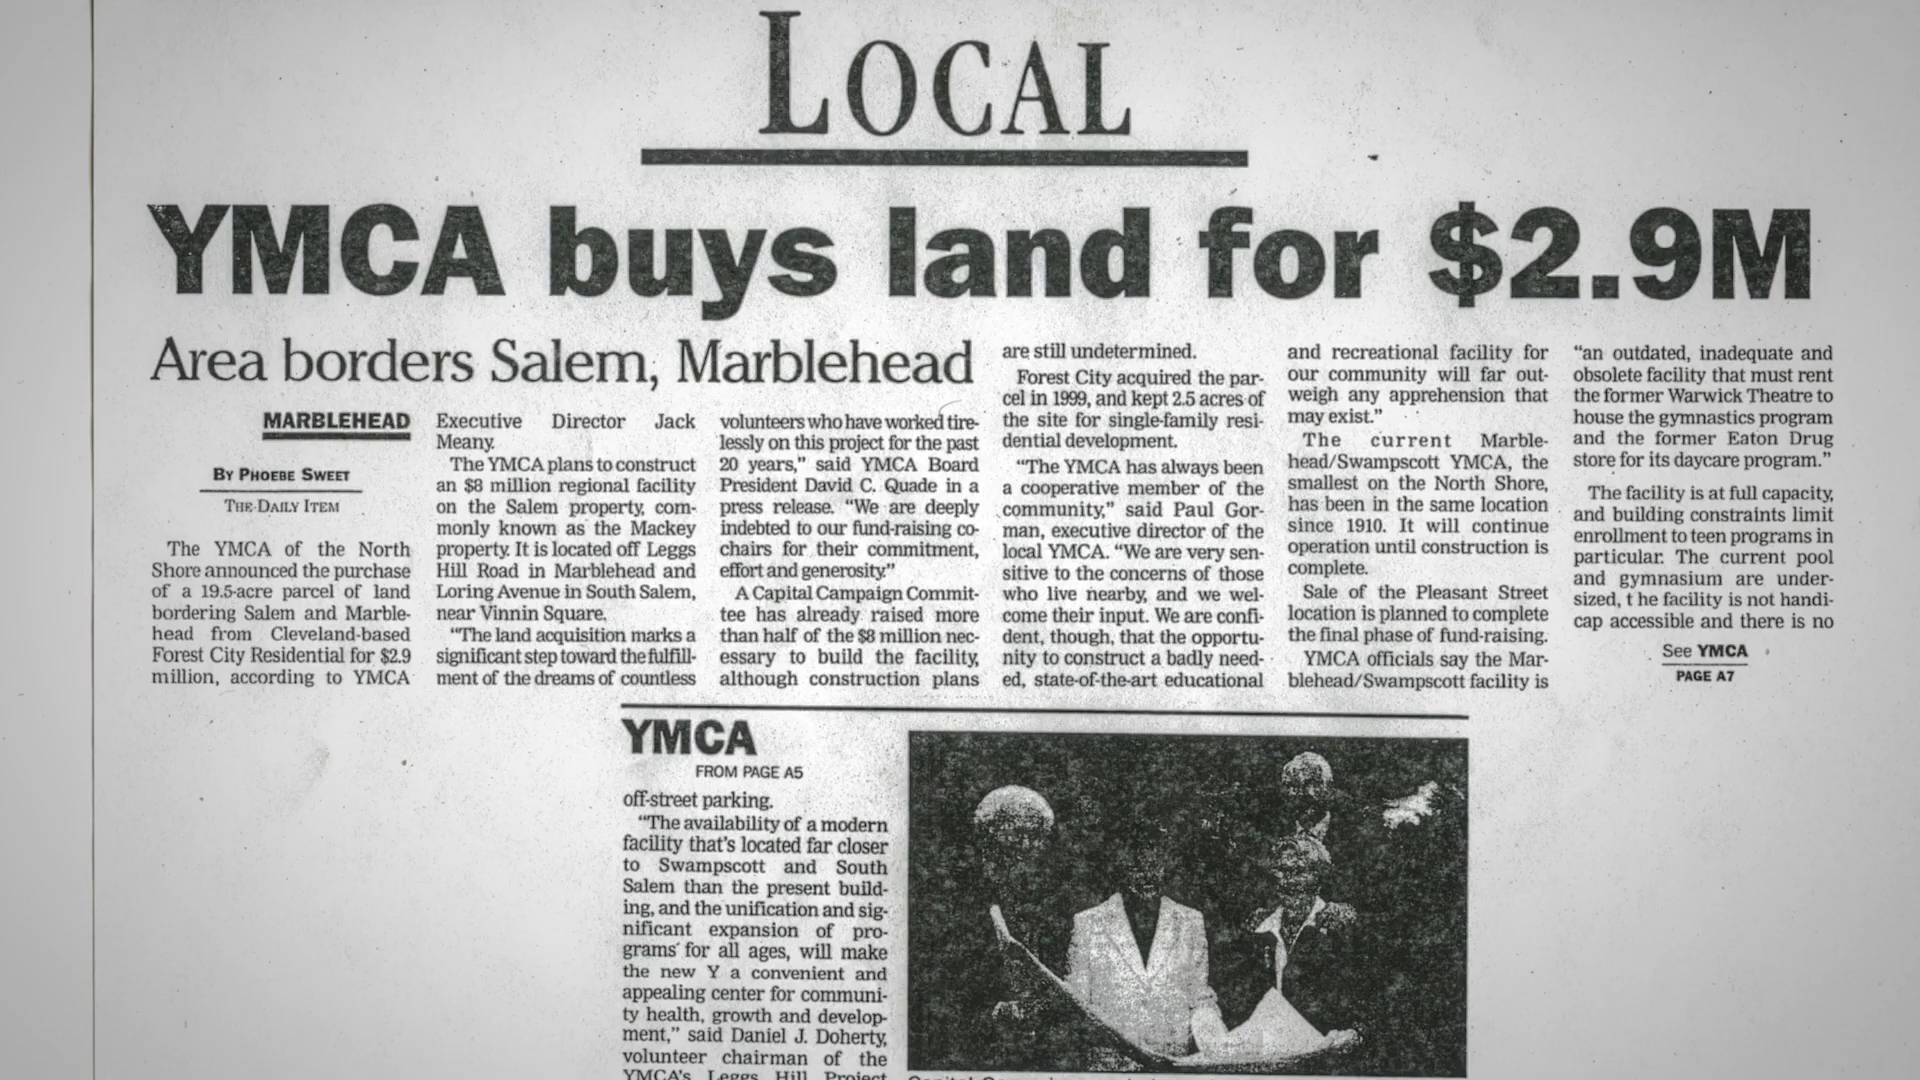 LOCAL
YMCA buys land for $2.9M
Area borders Salem, Marblehead
MARBLEHEAD
BY PHOEBE SWEET
THE DAILY ITEM
The YMCA of the North
Shore announced the purchase
of a 19.5-acre parcel of land
bordering Salem and Marble-
head from Cleveland-based
Forest City Residential for $2.9
million, according to YMCA
Executive Director Jack
Meany.
The YMCA plans to construct
an $8 million regional facility
on the Salem property, com-
monly known as the Mackey
property. It is located off Leggs
Hill Road in Marblehead and
Loring Avenue in South Salem,
near Vinnin Square.
“The land acquisition marks a
significant step toward the fulfill-
ment of the dreams of countless
volunteers who have worked tire-
lessly on this project for the past
20 years,” said YMCA Board
President David C. Quade in a
press release. “We are deeply
indebted to our fund-raising co-
chairs for their commitment,
effort and generosity.”
A Capital Campaign Commit-
tee has already raised more
than half of the $8 million nec-
essary to build the facility,
although construction plans
are still undetermined.
Forest City acquired the par-
cel in 1999, and kept 2.5 acres of
the site for single-family resi-
dential development.
“The YMCA has always been
a cooperative member of the
community,” said Paul Gor-
man, executive director of the
local YMCA. “We are very sen-
sitive to the concerns of those
who live nearby, and we wel-
come their input. We are confi-
dent, though, that the opportu-
nity to construct a badly need-
ed, state-of-the-art educational
and recreational facility for
our community will far out-
weigh any apprehension that
may exist.”
The current Marble-
head/Swampscott YMCA, the
smallest on the North Shore,
has been in the same location
since 1910. It will continue
operation until construction is
complete.
Sale of the Pleasant Street
location is planned to complete
the final phase of fund-raising.
YMCA officials say the Mar-
blehead/Swampscott facility is
“an outdated, inadequate and
obsolete facility that must rent
the former Warwick Theatre to
house the gymnastics program
and the former Eaton Drug
store for its daycare program.”
The facility is at full capacity,
and building constraints limit
enrollment to teen programs in
particular. The current pool
and gymnasium are under-
sized, t he facility is not handi-
cap accessible and there is no
See YMCA
PAGE A7
YMCA
FROM PAGE A5
off-street parking.
“The availability of a modern
facility that's located far closer
to Swampscott and South
Salem than the present build-
ing, and the unification and sig-
nificant expansion of pro-
grams for all ages, will make
the new Y a convenient and
appealing center for communi-
ty health, growth and develop-
ment,” said Daniel J. Doherty,
volunteer chairman of the
YMCA's Leggs Hill Project